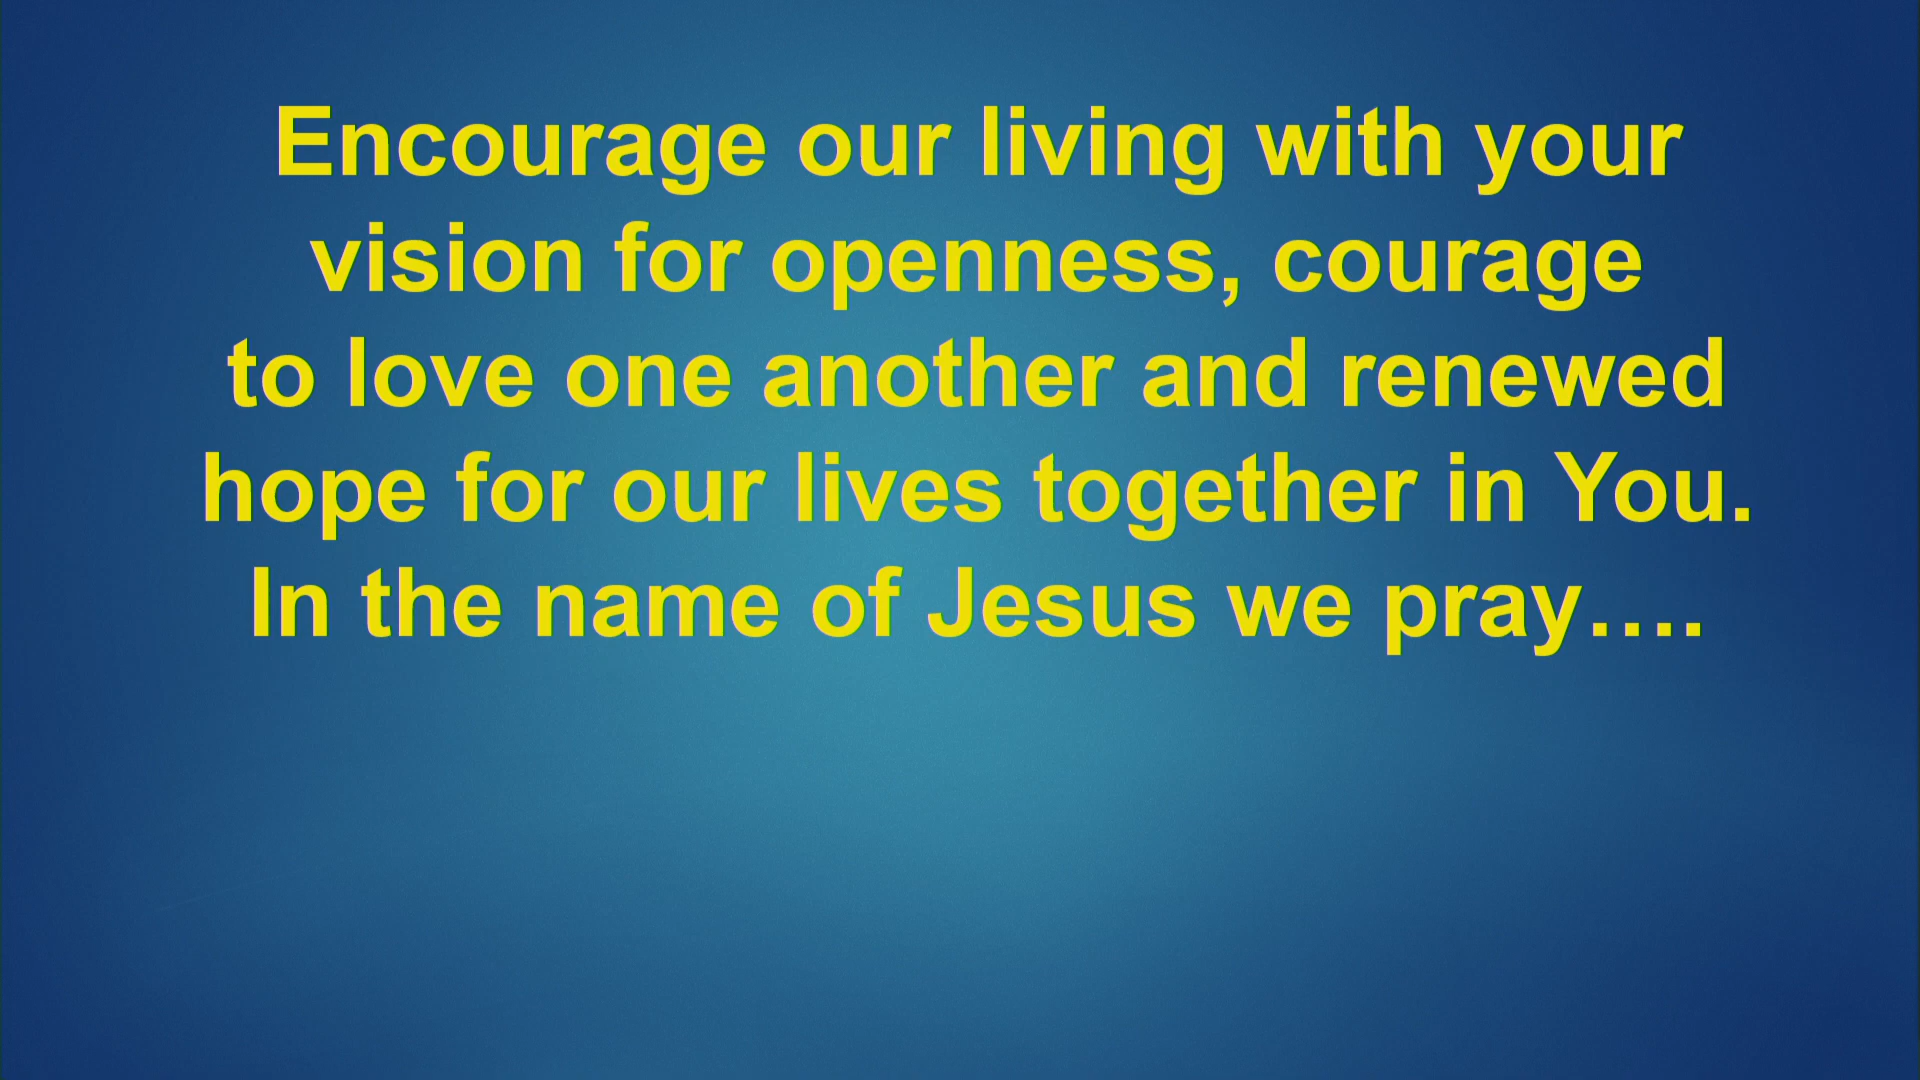 Encourage our living with your
vision for openness, courage
to love one another and renewed
hope for our lives together in You.
In the name of Jesus we pray….